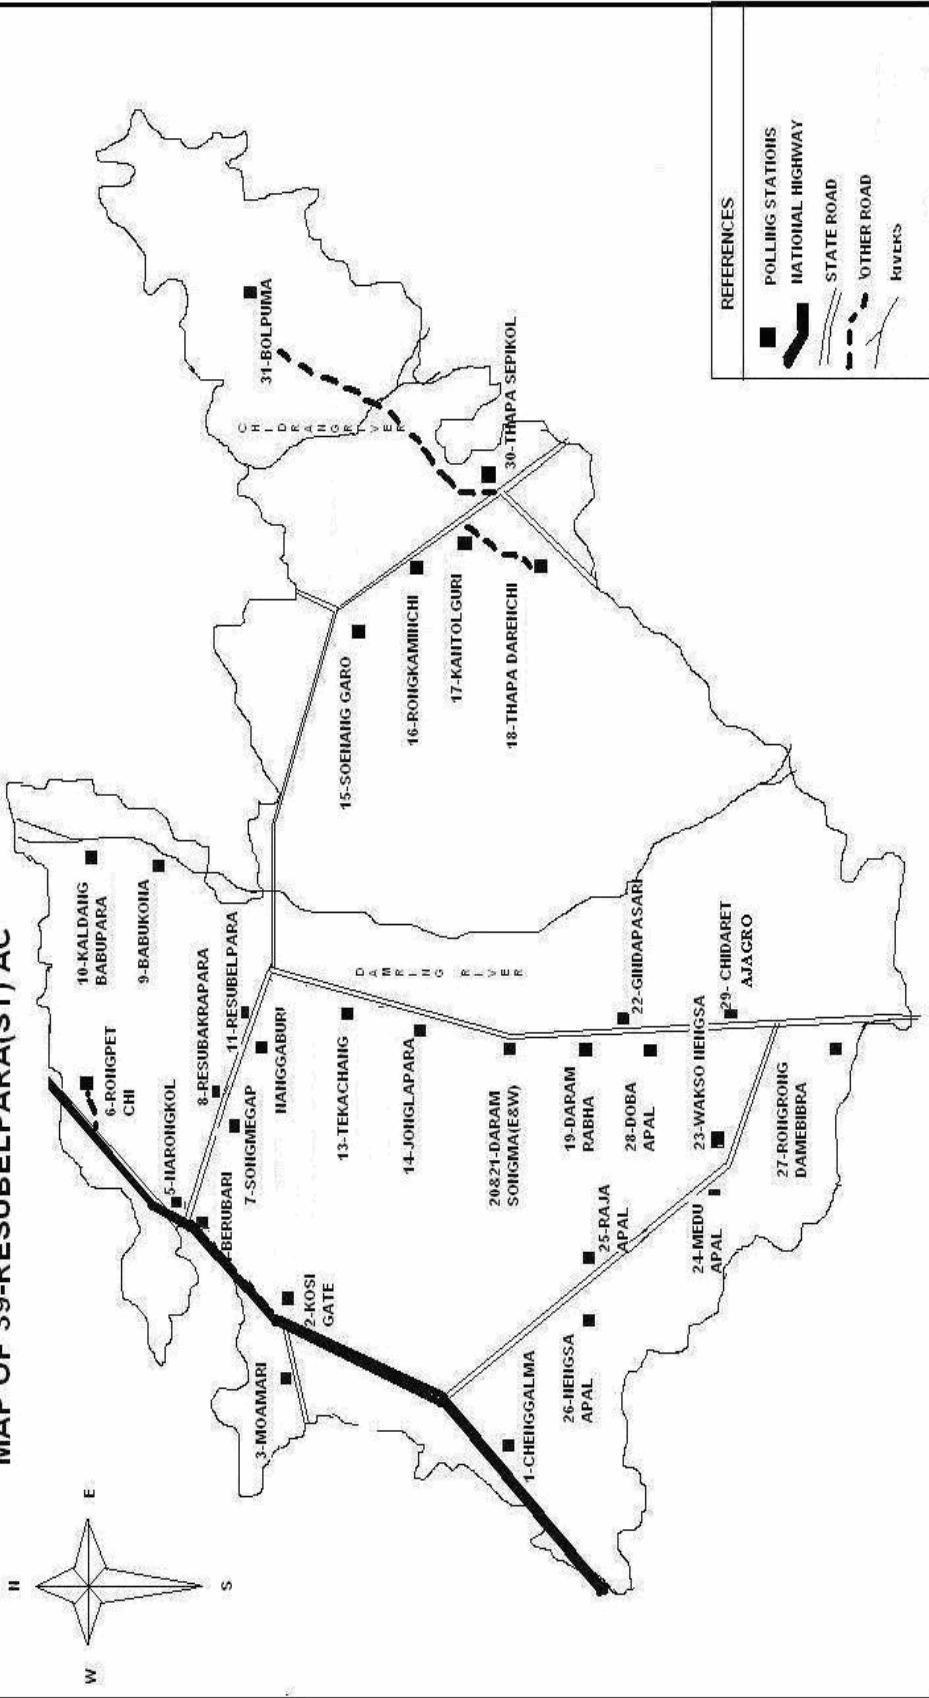 MAP OF 39-RESUBELPARA(ST) AC
N
W
E
S
10-KALDANG
BABUPARA
9-BABUKONA
6-RONGPET
CHI
5-NARONGKOL
8-RESUBAKRAPARA
11-RESUBELPARA
NANGGABURI
7-SONGMEGAP
BERUBARI
2-KOSI
GATE
3-MOAMARI
13-TEKACHANG
14-JONGLAPARA
DAMRING RIVER
20&21-DARAM
SONGMA(E&W)
19-DARAM
RABHA
28-DOBA
APAL
22-GINDAPASARI
29- CHIDARET
AJAGRO
23-WAKSO NENGSA
27-RONGRONG
DAMEBIBRA
24-MEDU
APAL
25-RAJA
APAL
26-NENGSA
APAL
1-CHENGGALMA
15-SOENANG GARO
16-RONGKAMINCHI
17-KANTOLGURI
18-THAPA DARENCHI
30-THAPA SEPIKOL
31-BOLPUMA
CHIDRANG RIVER
REFERENCES
POLLING STATIONS
NATIONAL HIGHWAY
STATE ROAD
OTHER ROAD
RIVERS